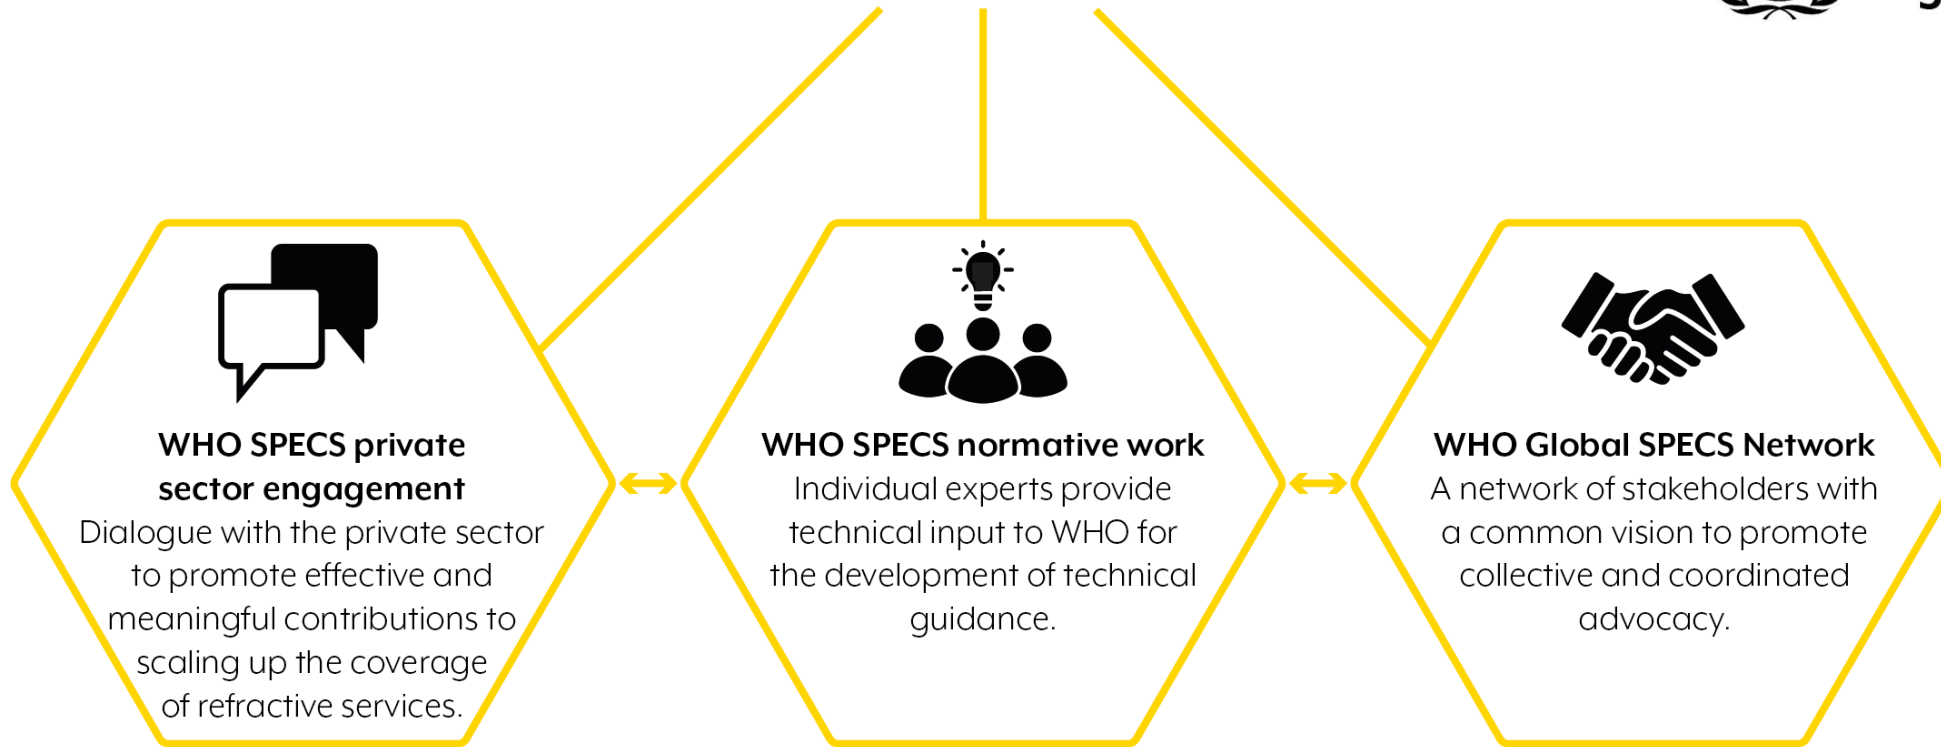 WHO SPECS private
sector engagement
Dialogue with the private sector
to promote effective and
meaningful contributions to
scaling up the coverage
of refractive services.
WHO SPECS normative work
Individual experts provide
technical input to WHO for
the development of technical
guidance.
WHO Global SPECS Network
A network of stakeholders with
a common vision to promote
collective and coordinated
advocacy.